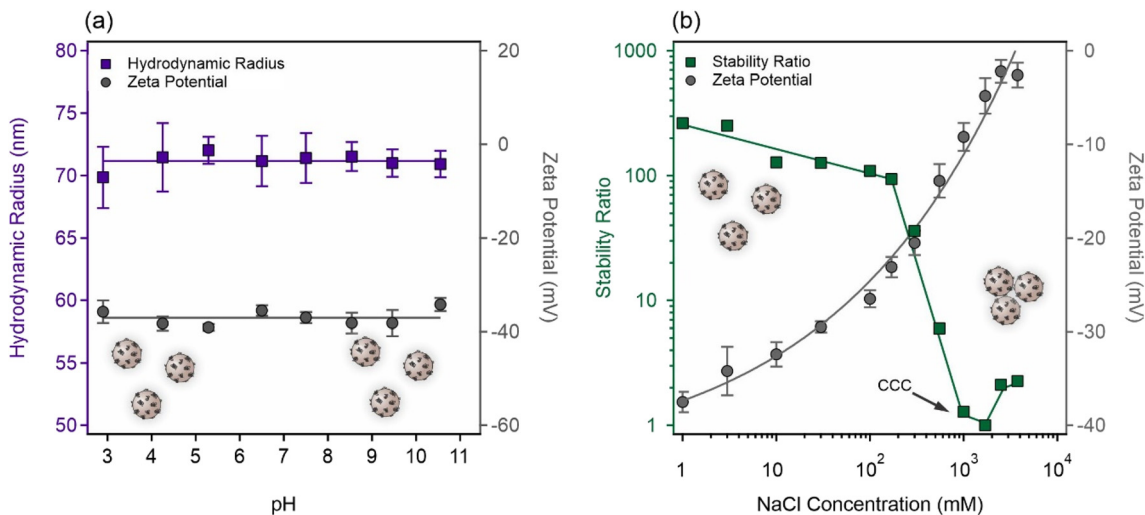 (a)
Hydrodynamic Radius
Zeta Potential
80
75
70
65
60
55
50
Hydrodynamic Radius (nm)
20
0
-20
-40
-60
Zeta Potential (mV)
3 4 5 6 7 8 9 10 11
pH
(b)
Stability Ratio
Zeta Potential
1000
100
10
1
Stability Ratio
0
-10
-20
-30
-40
Zeta Potential (mV)
CCC
1 10 10² 10³ 10⁴
NaCl Concentration (mM)